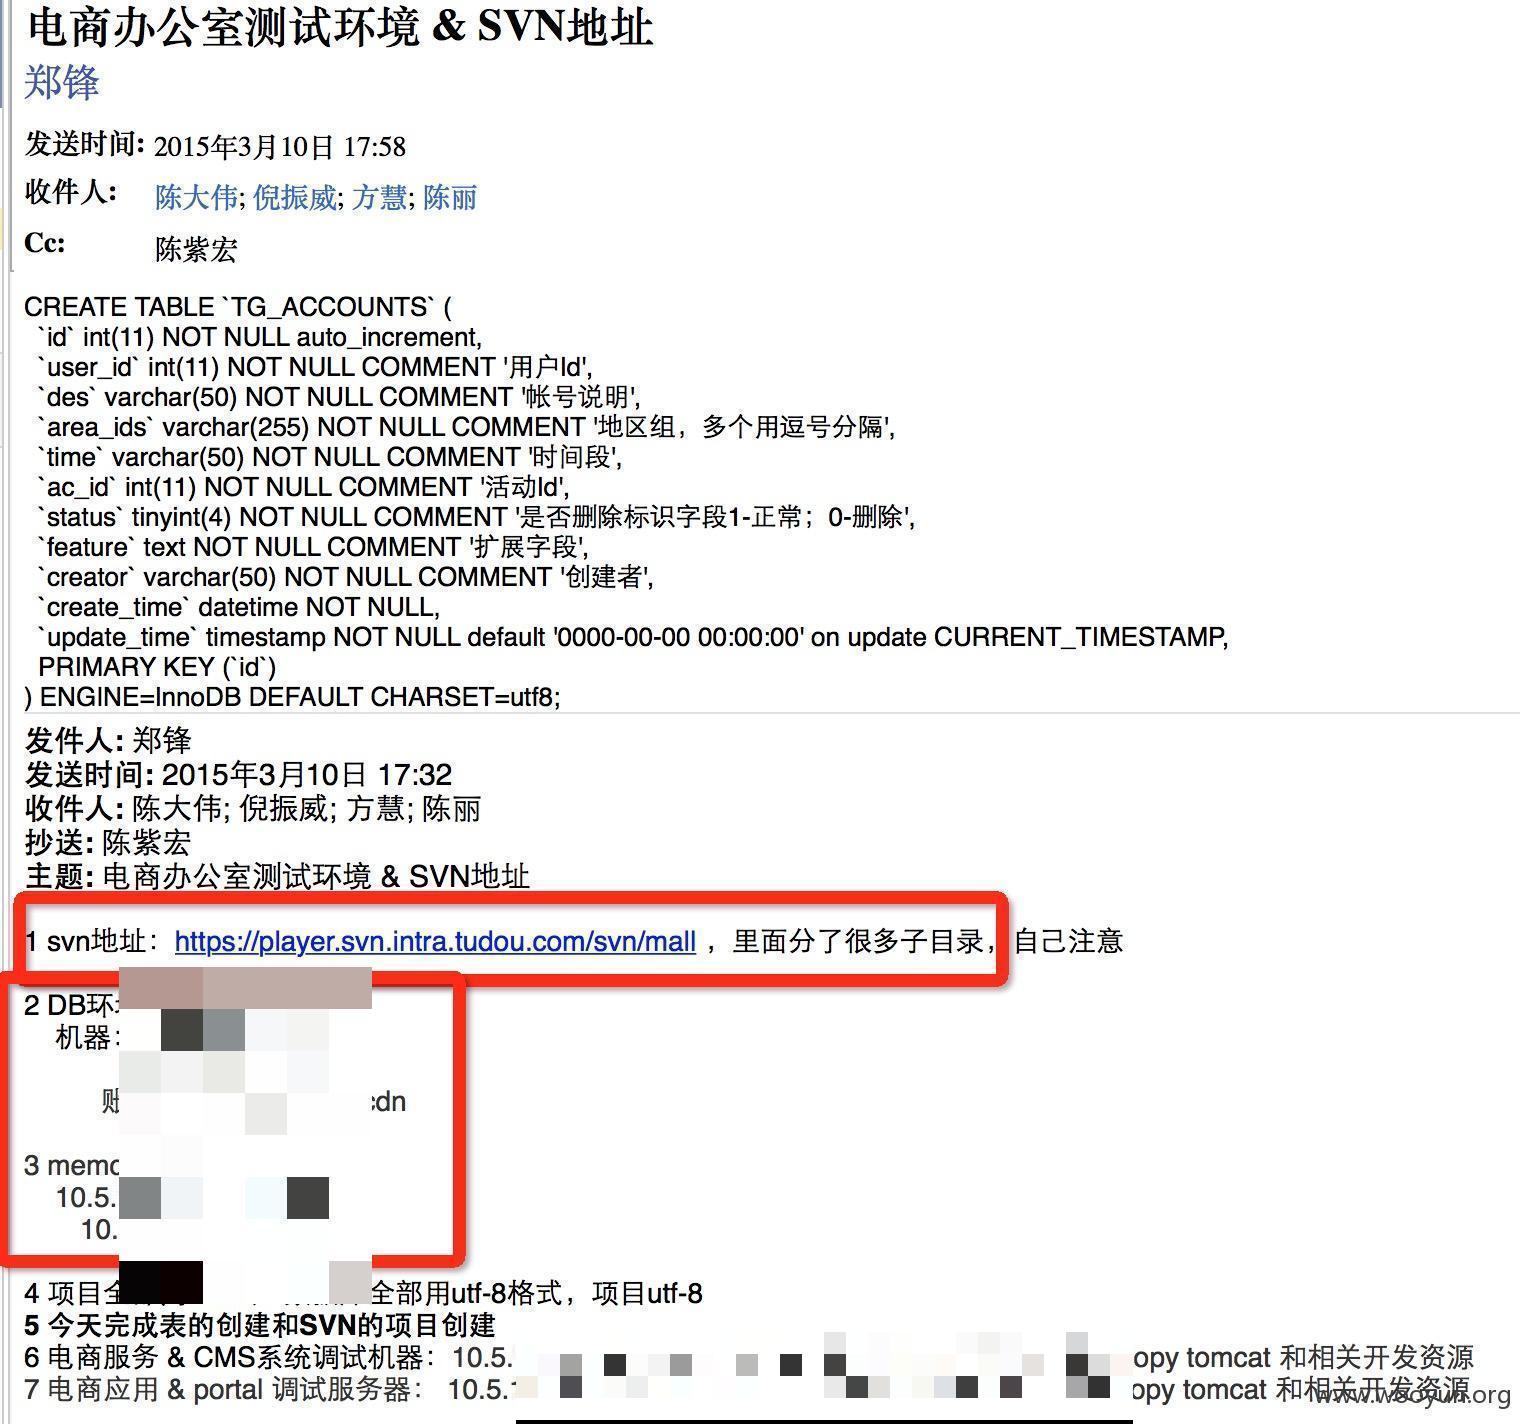 电商办公室测试环境 & SVN地址
郑锋
发送时间: 2015年3月10日 17:58
收件人: 陈大伟; 倪振威; 方慧; 陈丽
Cc: 陈紫宏
CREATE TABLE `TG_ACCOUNTS` (
`id` int(11) NOT NULL auto_increment,
`user_id` int(11) NOT NULL COMMENT '用户Id',
`des` varchar(50) NOT NULL COMMENT '帐号说明',
`area_ids` varchar(255) NOT NULL COMMENT '地区组，多个用逗号分隔',
`time` varchar(50) NOT NULL COMMENT '时间段',
`ac_id` int(11) NOT NULL COMMENT '活动Id',
`status` tinyint(4) NOT NULL COMMENT '是否删除标识字段1-正常；0-删除',
`feature` text NOT NULL COMMENT '扩展字段',
`creator` varchar(50) NOT NULL COMMENT '创建者',
`create_time` datetime NOT NULL,
`update_time` timestamp NOT NULL default '0000-00-00 00:00:00' on update CURRENT_TIMESTAMP,
PRIMARY KEY (`id`)
) ENGINE=InnoDB DEFAULT CHARSET=utf8;
发件人: 郑锋
发送时间: 2015年3月10日 17:32
收件人: 陈大伟; 倪振威; 方慧; 陈丽
抄送: 陈紫宏
主题: 电商办公室测试环境 & SVN地址
1 svn地址：https://player.svn.intra.tudou.com/svn/mall ，里面分了很多子目录，自己注意
2 DB环
机器：
cdn
3 memc
10.5.
10.
4 项目全 全部用utf-8格式，项目utf-8
5 今天完成表的创建和SVN的项目创建
6 电商服务 & CMS系统调试机器：10.5. opy tomcat 和相关开发资源
7 电商应用 & portal 调试服务器： 10.5. opy tomcat 和相关开发资源
www.wooyun.org